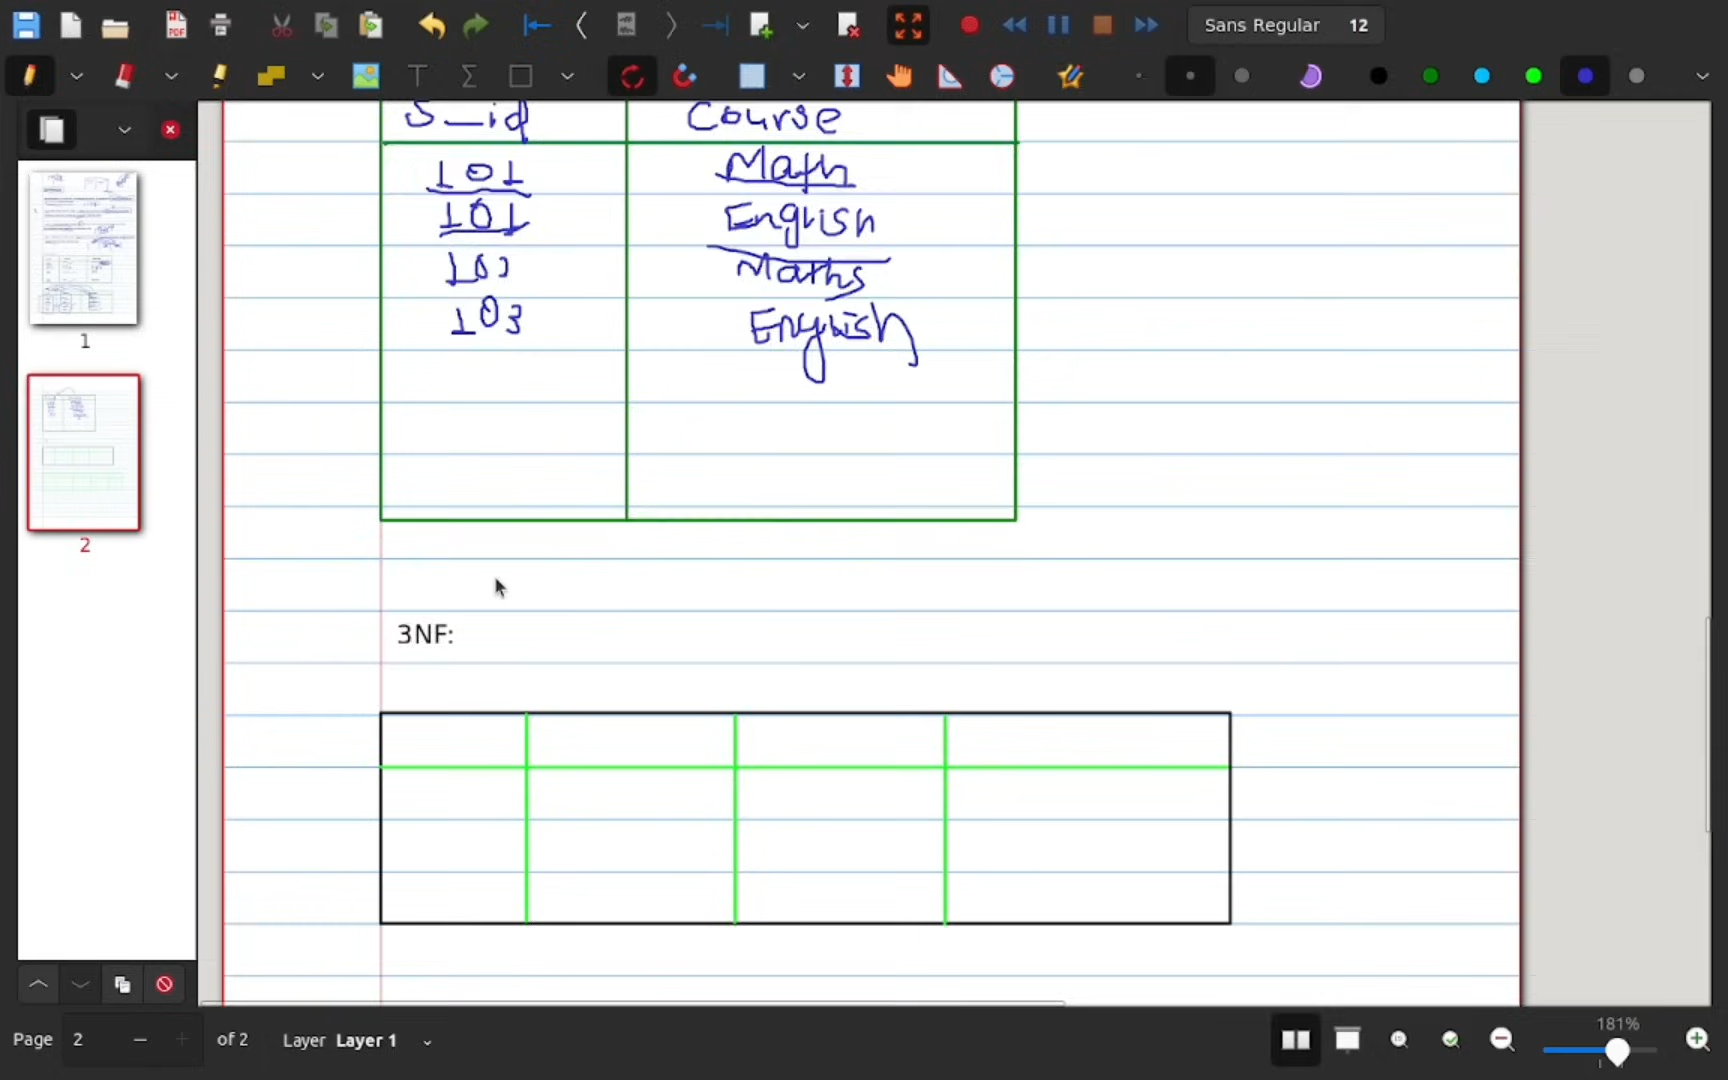 Sans Regular 12
S_id Course
101 Math
101 English
Maths
103 English
3NF:
1
2
Page 2 of 2 Layer Layer 1
181%